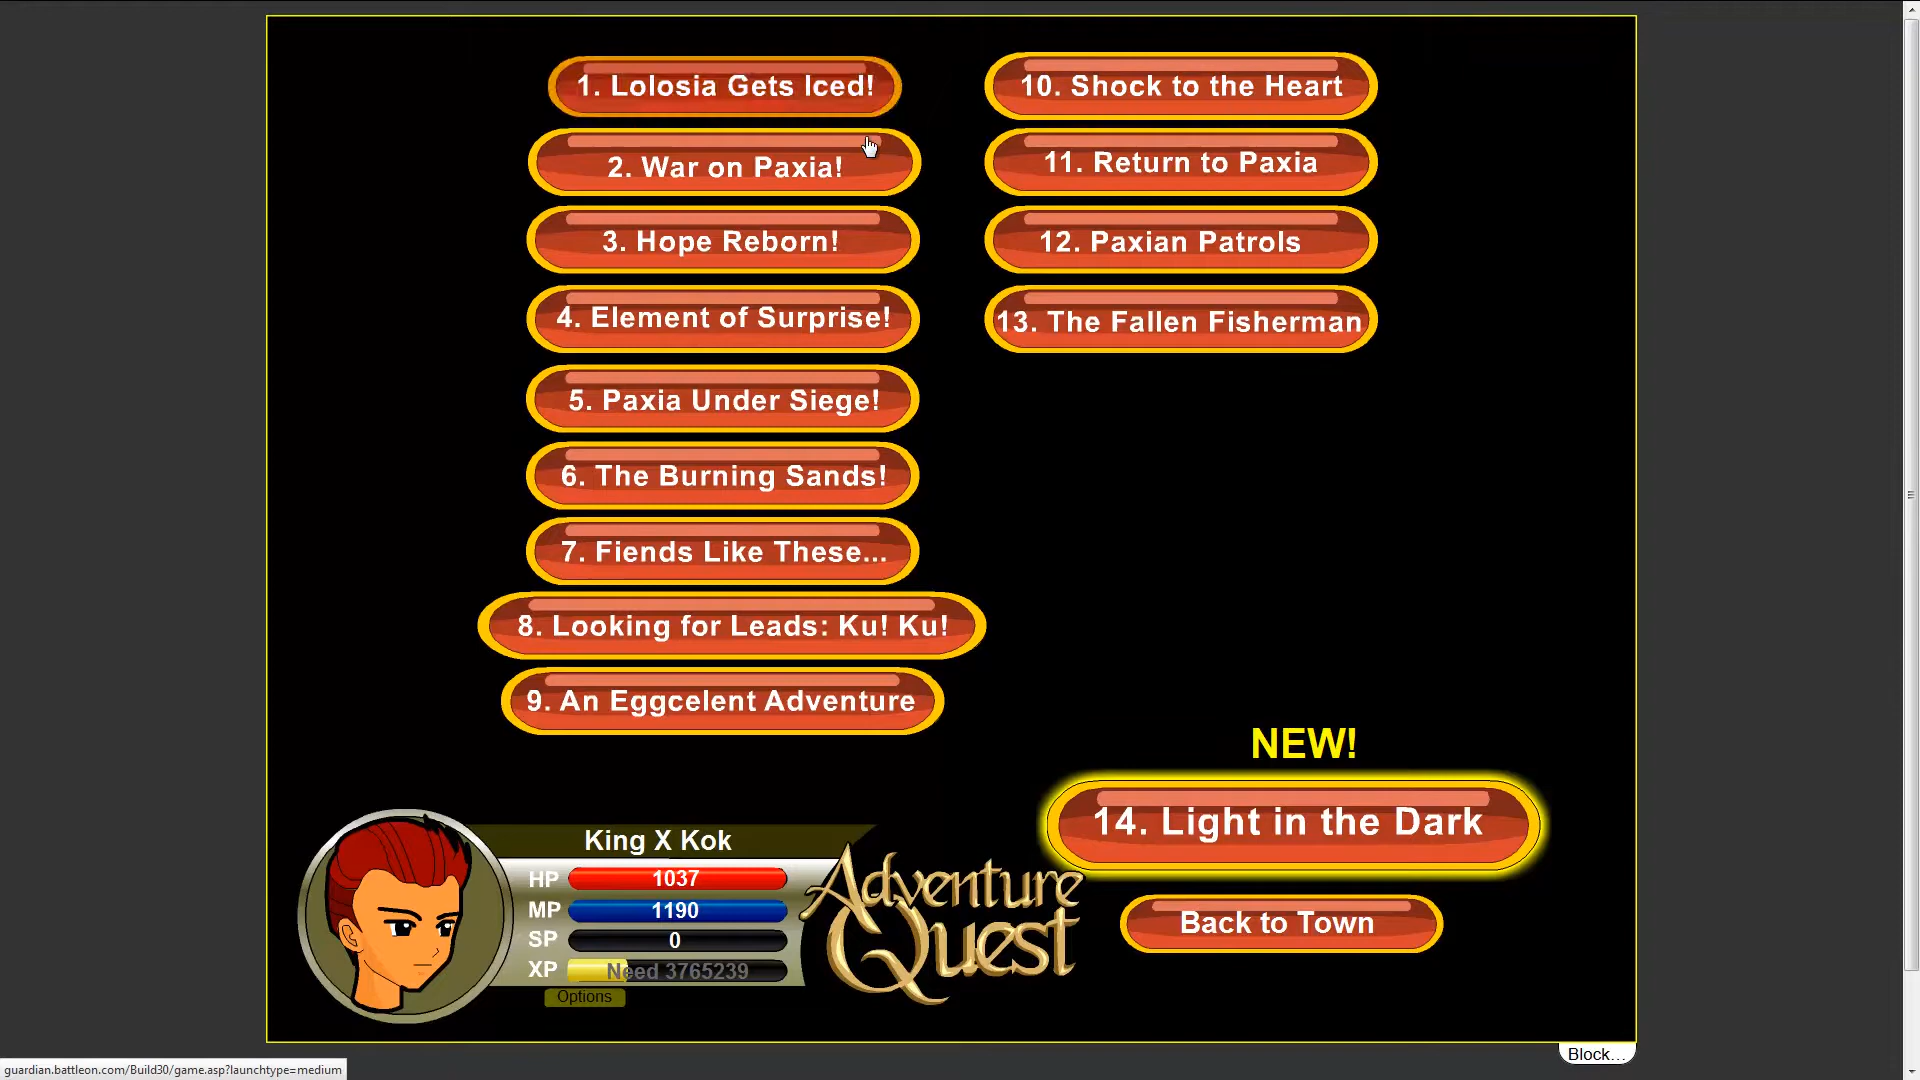 1. Lolosia Gets Iced!
2. War on Paxia!
3. Hope Reborn!
4. Element of Surprise!
5. Paxia Under Siege!
6. The Burning Sands!
7. Fiends Like These...
8. Looking for Leads: Ku! Ku!
9. An Eggcelent Adventure
10. Shock to the Heart
11. Return to Paxia
12. Paxian Patrols
13. The Fallen Fisherman
NEW!
14. Light in the Dark
Back to Town
King X Kok
HP 1037
MP 1190
SP 0
XP Need 3765239
Options
Adventure
Quest
Block...
guardian.battleon.com/Build30/game.asp?launchtype=medium